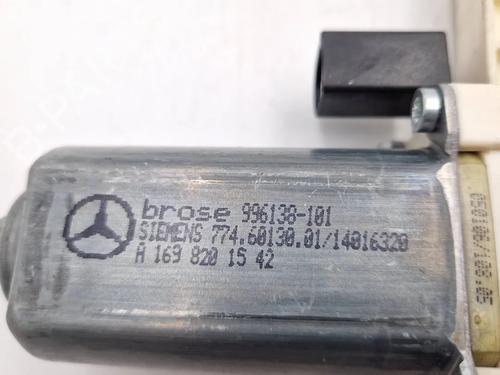 brose 996138-101
SIEMENS 774.60130.01/14016320
A 169 820 15 42